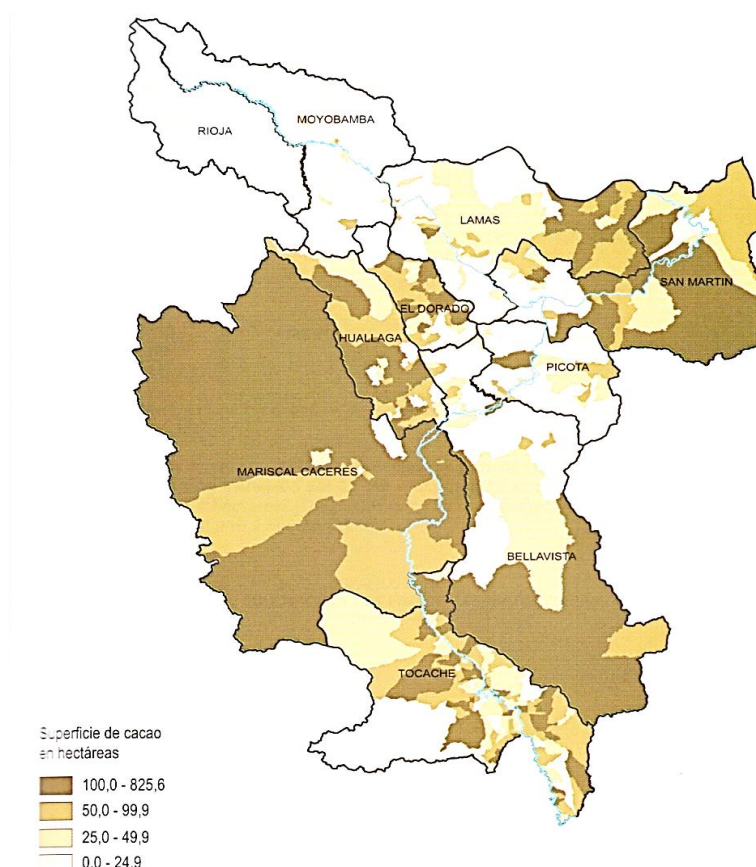 MOYOBAMBA
RIOJA
LAMAS
SAN MARTIN
EL DORADO
HUALLAGA
PICOTA
MARISCAL CACERES
BELLAVISTA
TOCACHE
Superficie de cacao
en hectáreas
100,0 - 825,6
50,0 - 99,9
25,0 - 49,9
0,0 - 24,9